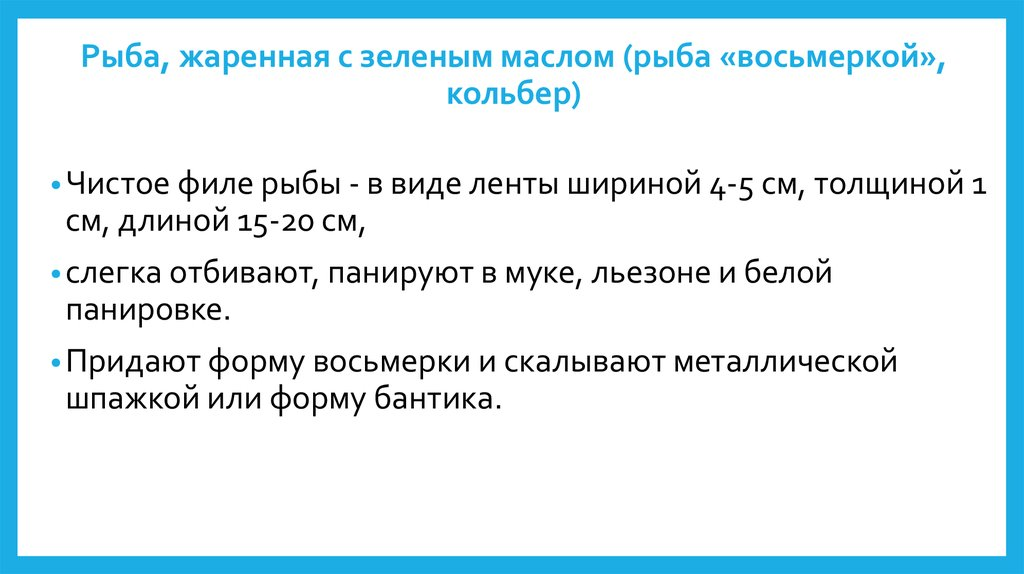 Рыба, жаренная с зеленым маслом (рыба «восьмеркой»,
кольбер)
• Чистое филе рыбы - в виде ленты шириной 4-5 см, толщиной 1
см, длиной 15-20 см,
• слегка отбивают, панируют в муке, льезоне и белой
панировке.
• Придают форму восьмерки и скалывают металлической
шпажкой или форму бантика.